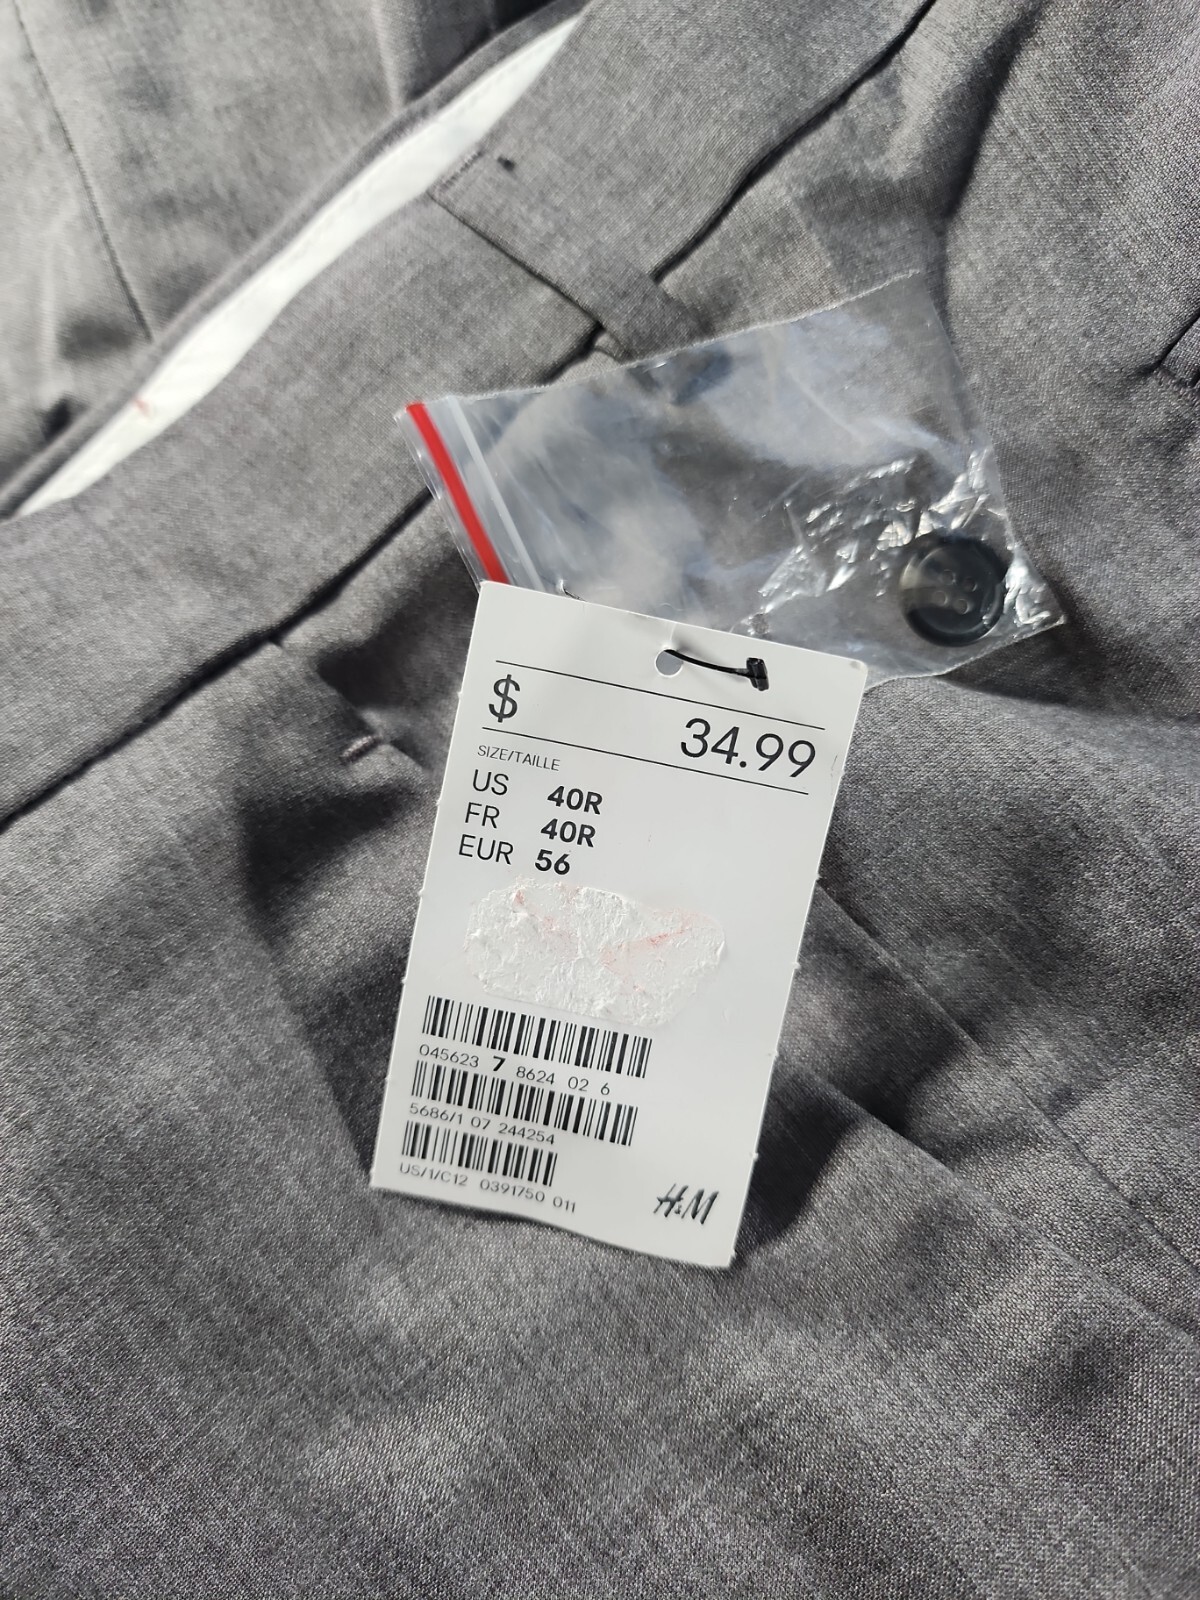 $ 34.99
SIZE/TAILLE
US 40R
FR 40R
EUR 56
045623 7 8624 02 6
5686/1 07 244254
US/1/C12 0391750 011
H&M